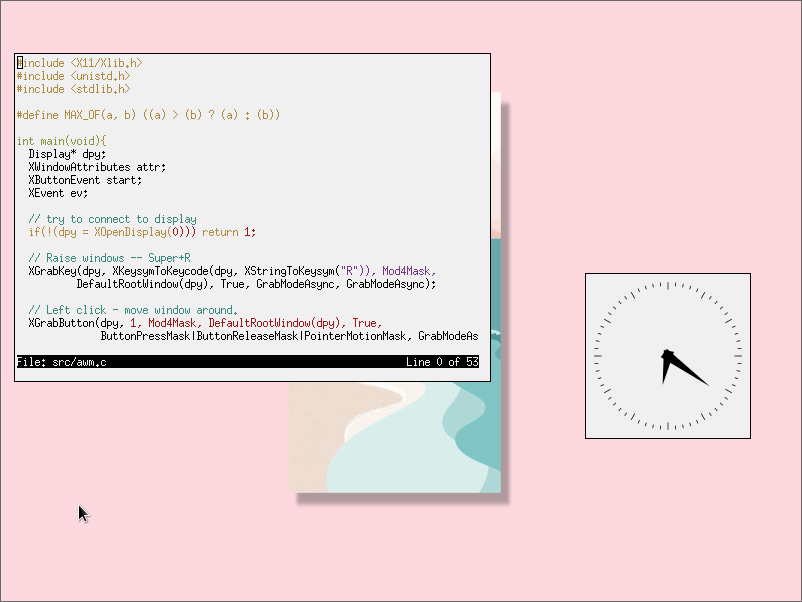 #include <X11/Xlib.h>
#include <unistd.h>
#include <stdlib.h>
#define MAX_OF(a, b) ((a) > (b) ? (a) : (b))
int main(void){
Display* dpy;
XWindowAttributes attr;
XButtonEvent start;
XEvent ev;
// try to connect to display
if(!(dpy = XOpenDisplay(0))) return 1;
// Raise windows -- Super+R
XGrabKey(dpy, XKeysymToKeycode(dpy, XStringToKeysym("R")), Mod4Mask,
DefaultRootWindow(dpy), True, GrabModeAsync, GrabModeAsync);
// Left click - move window around.
XGrabButton(dpy, 1, Mod4Mask, DefaultRootWindow(dpy), True,
ButtonPressMask|ButtonReleaseMask|PointerMotionMask, GrabModeAs
File: src/awm.c Line 0 of 53